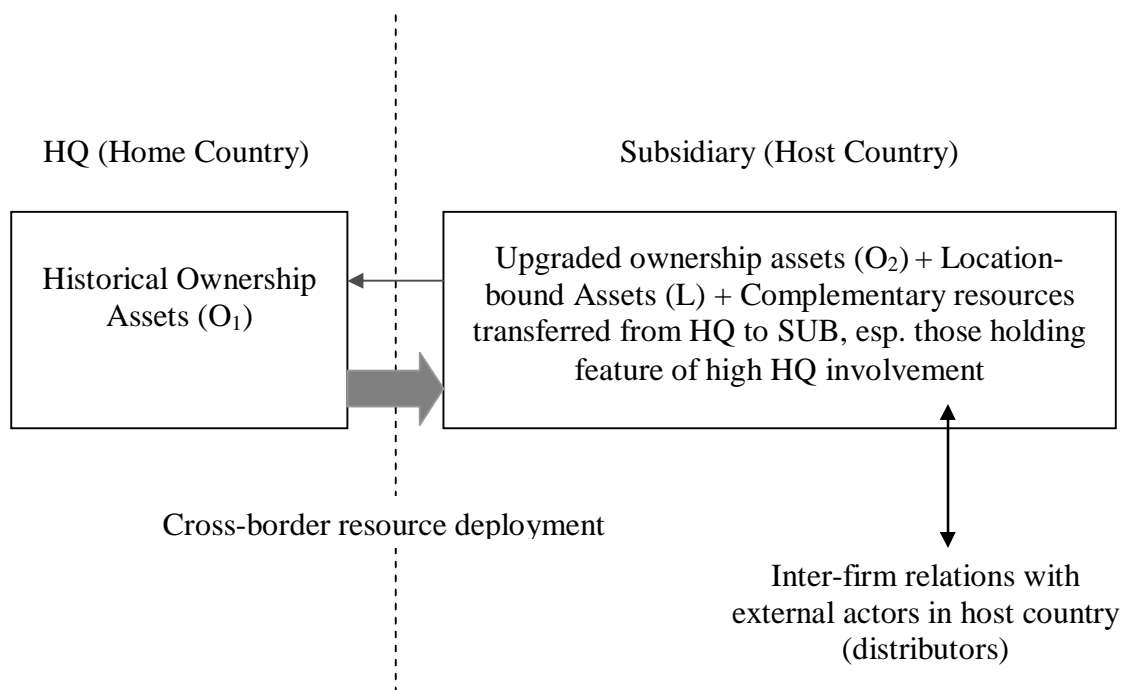 HQ (Home Country)
Subsidiary (Host Country)
Historical Ownership
Assets (O₁)
Upgraded ownership assets (O₂) + Location-
bound Assets (L) + Complementary resources
transferred from HQ to SUB, esp. those holding
feature of high HQ involvement
Cross-border resource deployment
Inter-firm relations with
external actors in host country
(distributors)